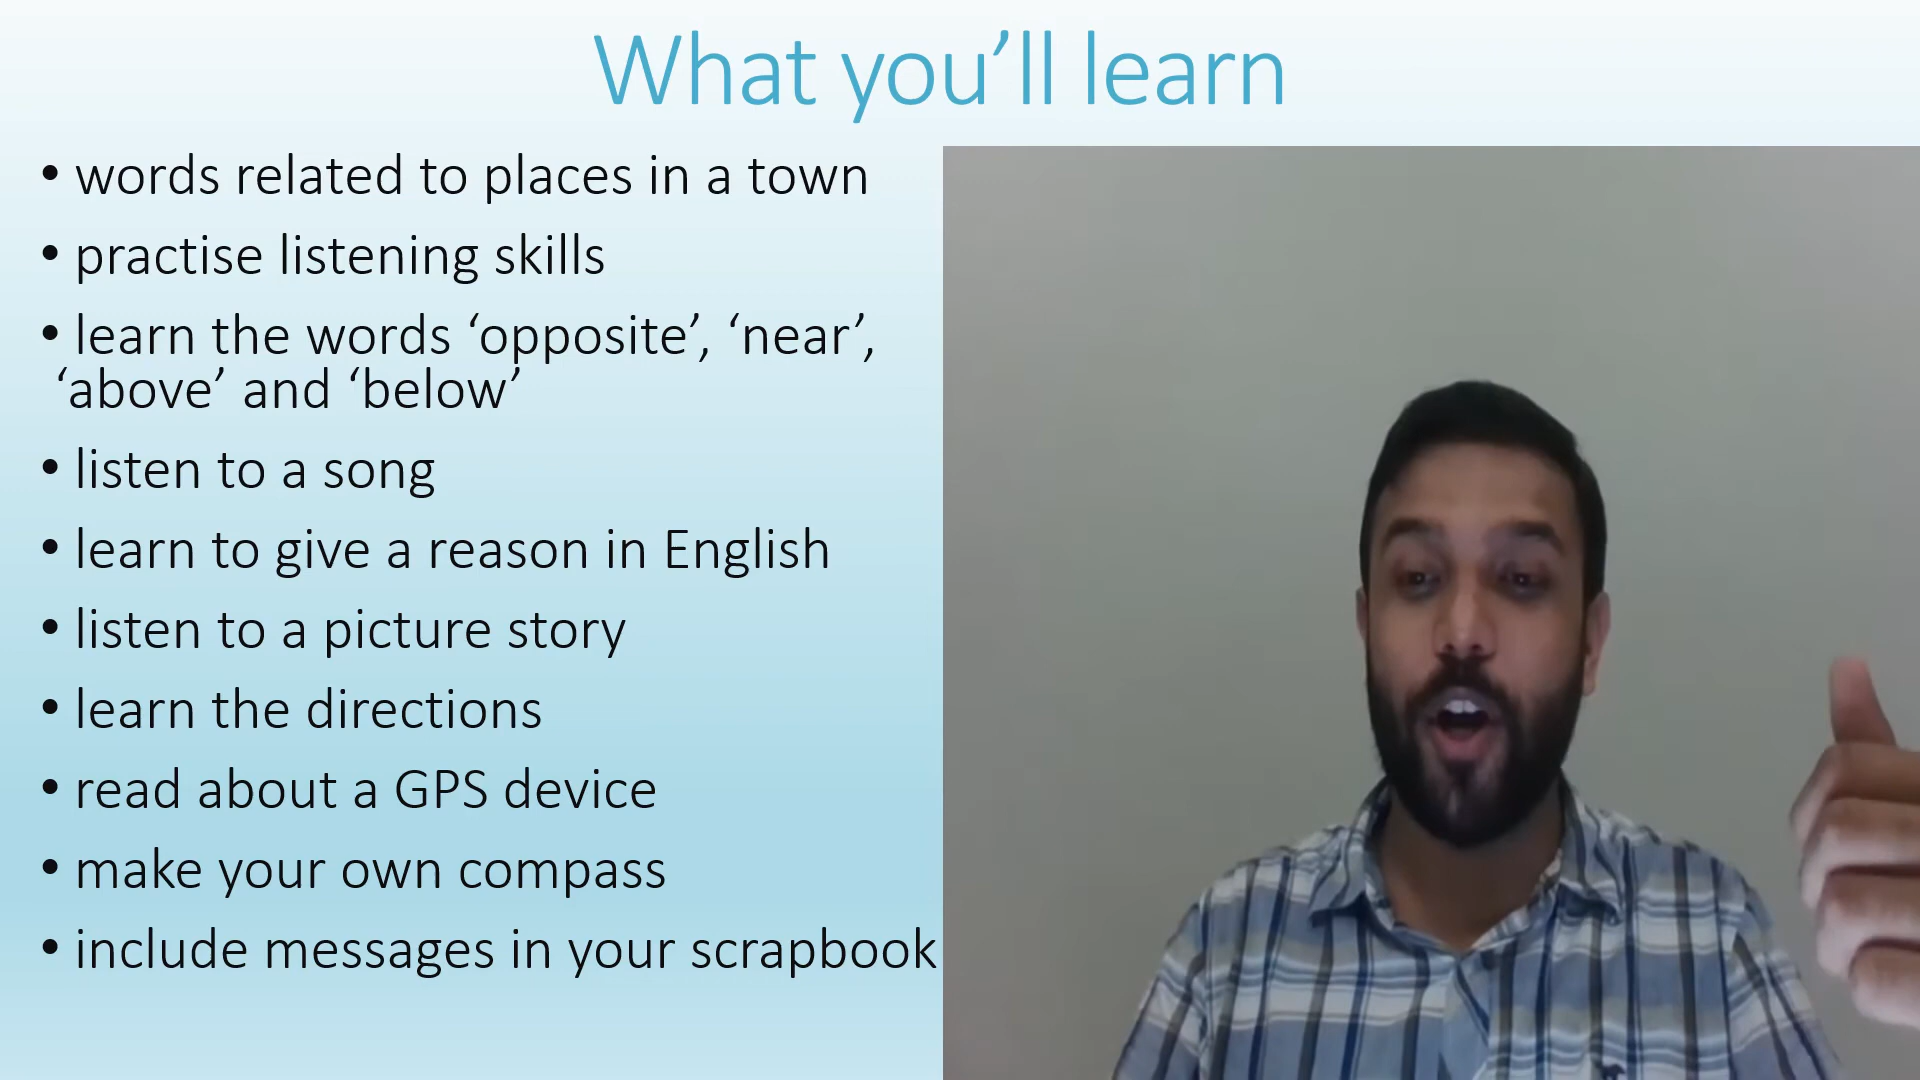 What you’ll learn
• words related to places in a town
• practise listening skills
• learn the words ‘opposite’, ‘near’,
‘above’ and ‘below’
• listen to a song
• learn to give a reason in English
• listen to a picture story
• learn the directions
• read about a GPS device
• make your own compass
• include messages in your scrapbook